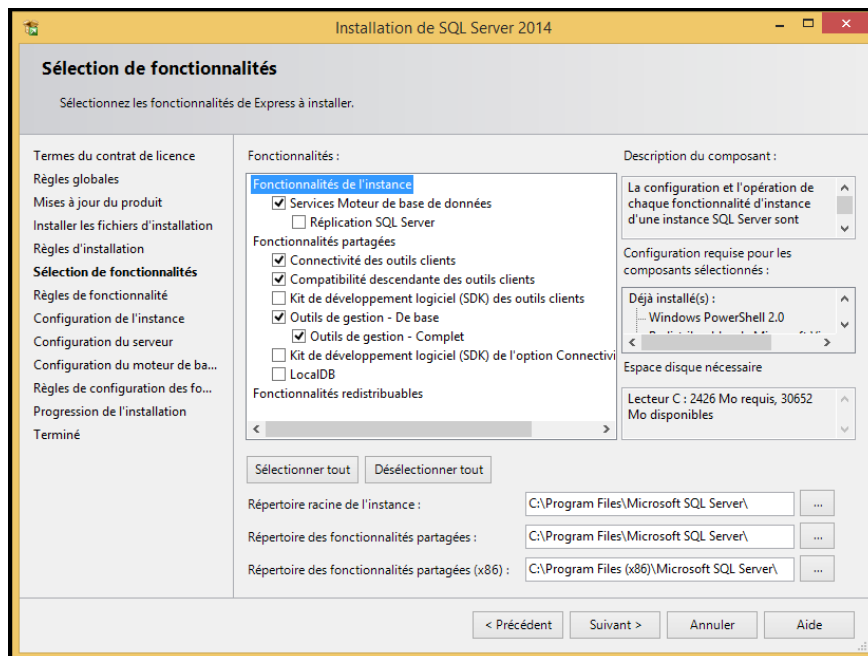 Installation de SQL Server 2014
Sélection de fonctionnalités
Sélectionnez les fonctionnalités de Express à installer.
Termes du contrat de licence
Règles globales
Mises à jour du produit
Installer les fichiers d'installation
Règles d'installation
Sélection de fonctionnalités
Règles de fonctionnalité
Configuration de l'instance
Configuration du serveur
Configuration du moteur de ba...
Règles de configuration des fo...
Progression de l'installation
Terminé
Fonctionnalités :
Fonctionnalités de l'instance
Services Moteur de base de données
Réplication SQL Server
Fonctionnalités partagées
Connectivité des outils clients
Compatibilité descendante des outils clients
Kit de développement logiciel (SDK) des outils clients
Outils de gestion - De base
Outils de gestion - Complet
Kit de développement logiciel (SDK) de l'option Connectivi
LocalDB
Fonctionnalités redistribuables
Description du composant :
La configuration et l'opération de
chaque fonctionnalité d'instance
d'une instance SQL Server sont
Configuration requise pour les
composants sélectionnés :
Déjà installé(s) :
Windows PowerShell 2.0
Espace disque nécessaire
Lecteur C : 2426 Mo requis, 30652
Mo disponibles
Sélectionner tout
Désélectionner tout
Répertoire racine de l'instance :
C:\Program Files\Microsoft SQL Server\
...
Répertoire des fonctionnalités partagées :
C:\Program Files\Microsoft SQL Server\
...
Répertoire des fonctionnalités partagées (x86) :
C:\Program Files (x86)\Microsoft SQL Server\
...
< Précédent
Suivant >
Annuler
Aide